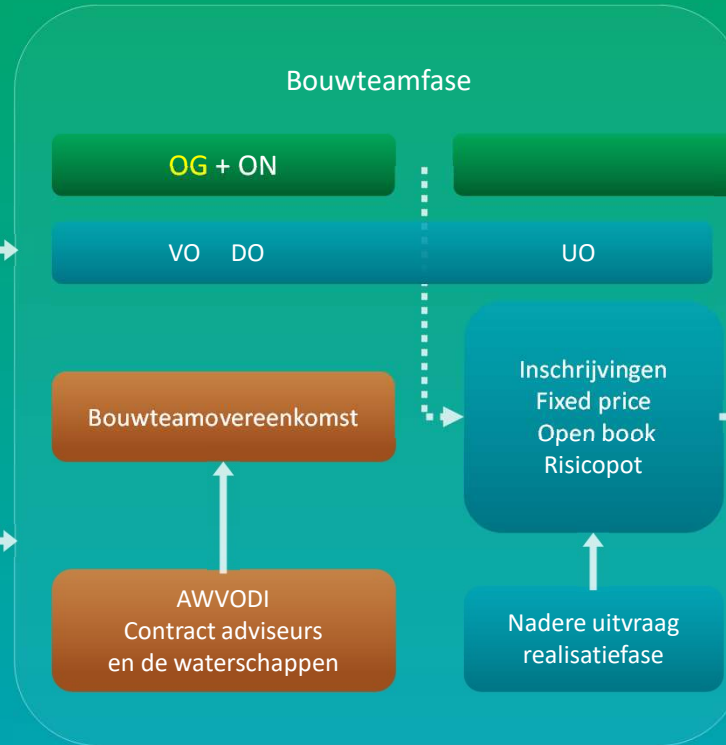 Bouwteamfase
OG + ON
VO DO
UO
Bouwteamovereenkomst
Inschrijvingen
Fixed price
Open book
Risicopot
AWVODI
Contract adviseurs
en de waterschappen
Nadere uitvraag
realisatiefase